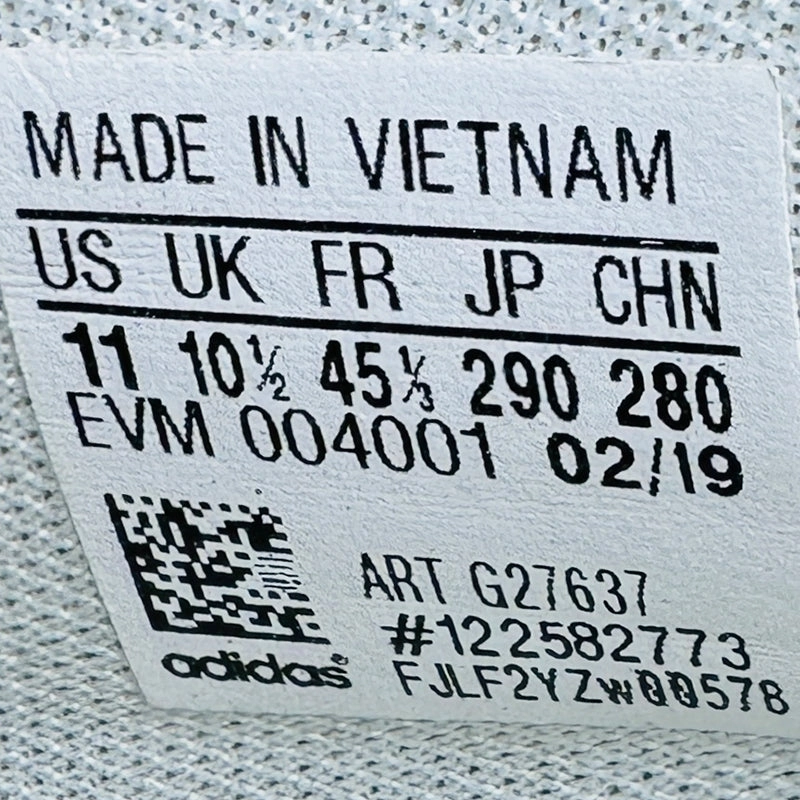 MADE IN VIETNAM
US UK FR JP CHN
11 10½ 45⅓ 290 280
EVM 004001 02/19
ART G27637
#122582773
adidas FJLF2YZW00578